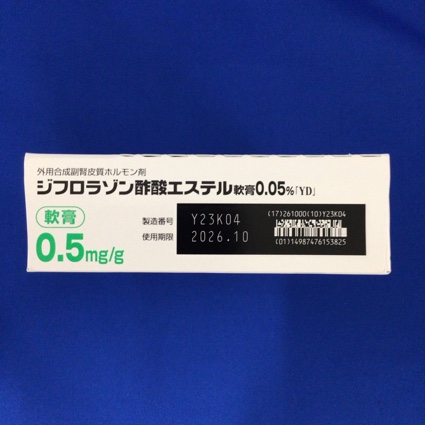 外用合成副腎皮質ホルモン剤
ジフロラゾン酢酸エステル軟膏0.05%「YD」
軟膏
0.5mg/g
製造番号 Y23K04
使用期限 2026.10
(17)261000(10)Y23K04
(01)14987476153825